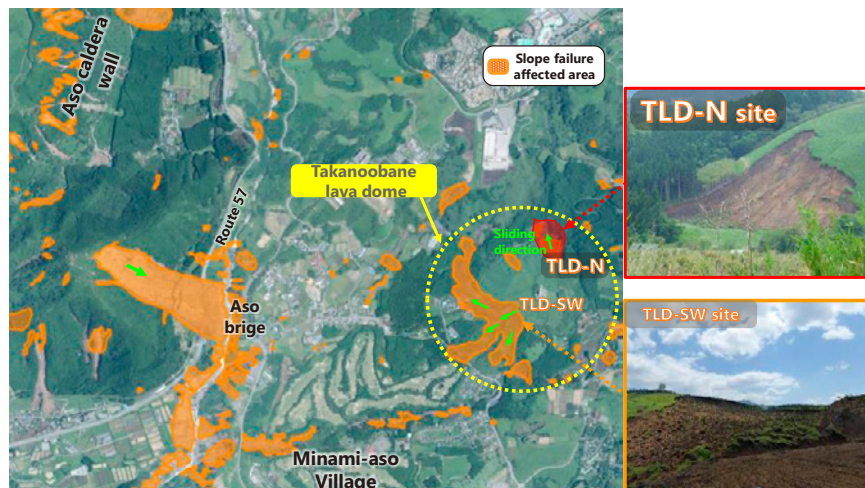 Aso caldera
wall
Slope failure
affected area
TLD-N site
Takanoobane
lava dome
Route 57
Sliding
direction
TLD-N
Aso
brige
TLD-SW
TLD-SW site
Minami-aso
Village